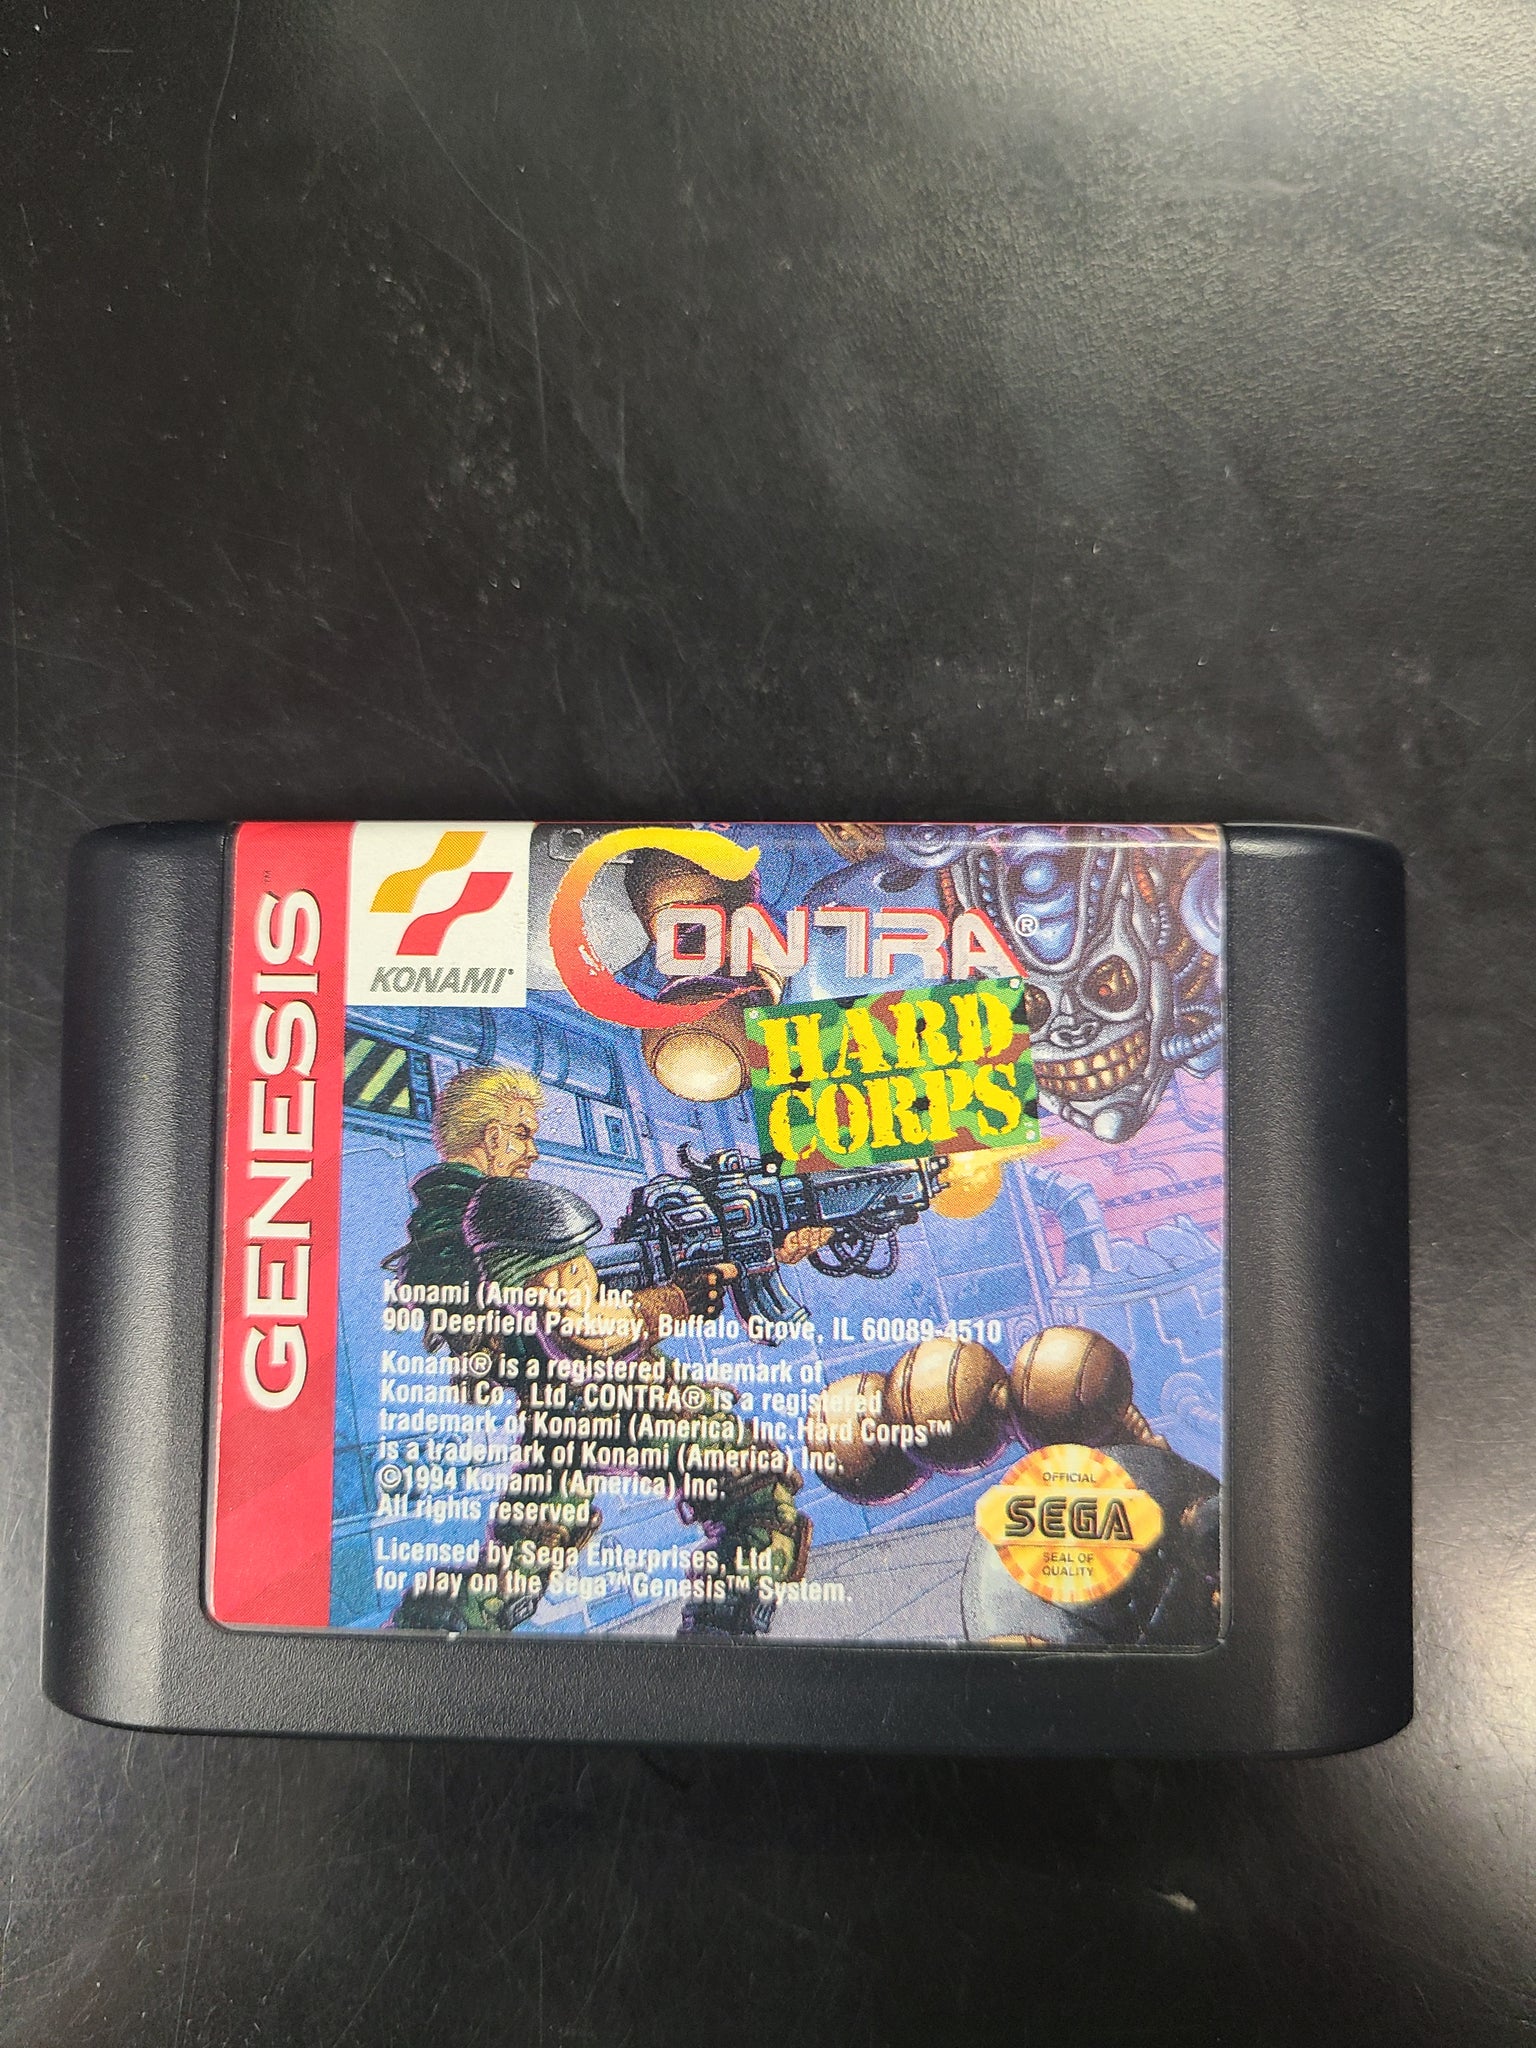 GENESIS™
KONAMI®
CONTRA®
HARD
CORPS
Konami (America) Inc.
900 Deerfield Parkway, Buffalo Grove, IL 60089-4510
Konami® is a registered trademark of
Konami Co., Ltd. CONTRA® is a registered
trademark of Konami (America) Inc. Hard Corps™
is a trademark of Konami (America) Inc.
©1994 Konami (America) Inc.
All rights reserved.
Licensed by Sega Enterprises, Ltd.
for play on the Sega™ Genesis™ System.
OFFICIAL
SEGA
SEAL OF
QUALITY